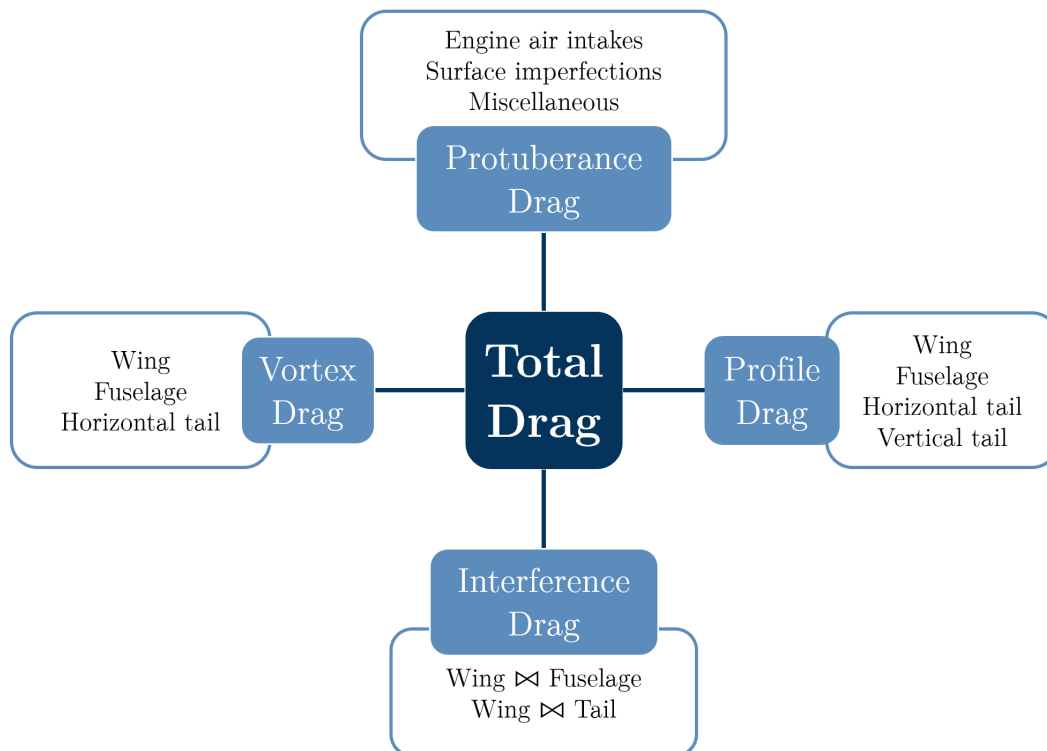 Engine air intakes
Surface imperfections
Miscellaneous
Protuberance
Drag
Wing
Fuselage
Horizontal tail
Vortex
Drag
Total
Drag
Profile
Drag
Wing
Fuselage
Horizontal tail
Vertical tail
Interference
Drag
Wing ⋈ Fuselage
Wing ⋈ Tail